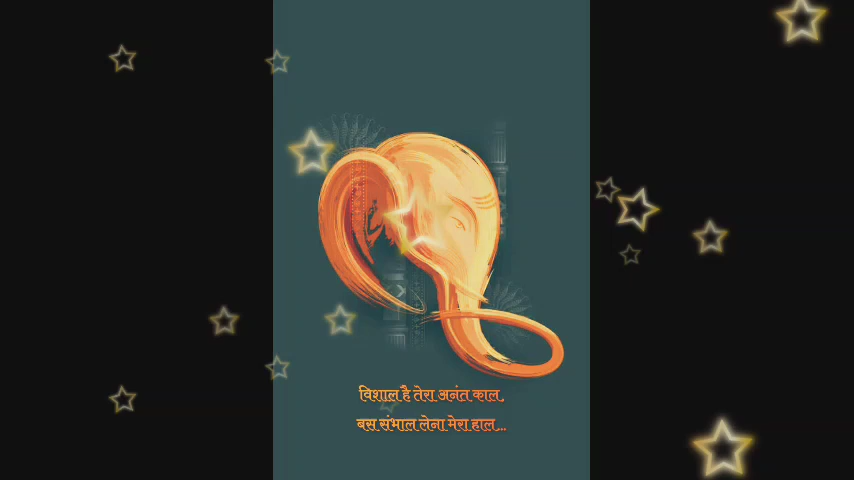 विशाल है तेरा अनंत काल,
बस संभाल लेना मेरा हाल...